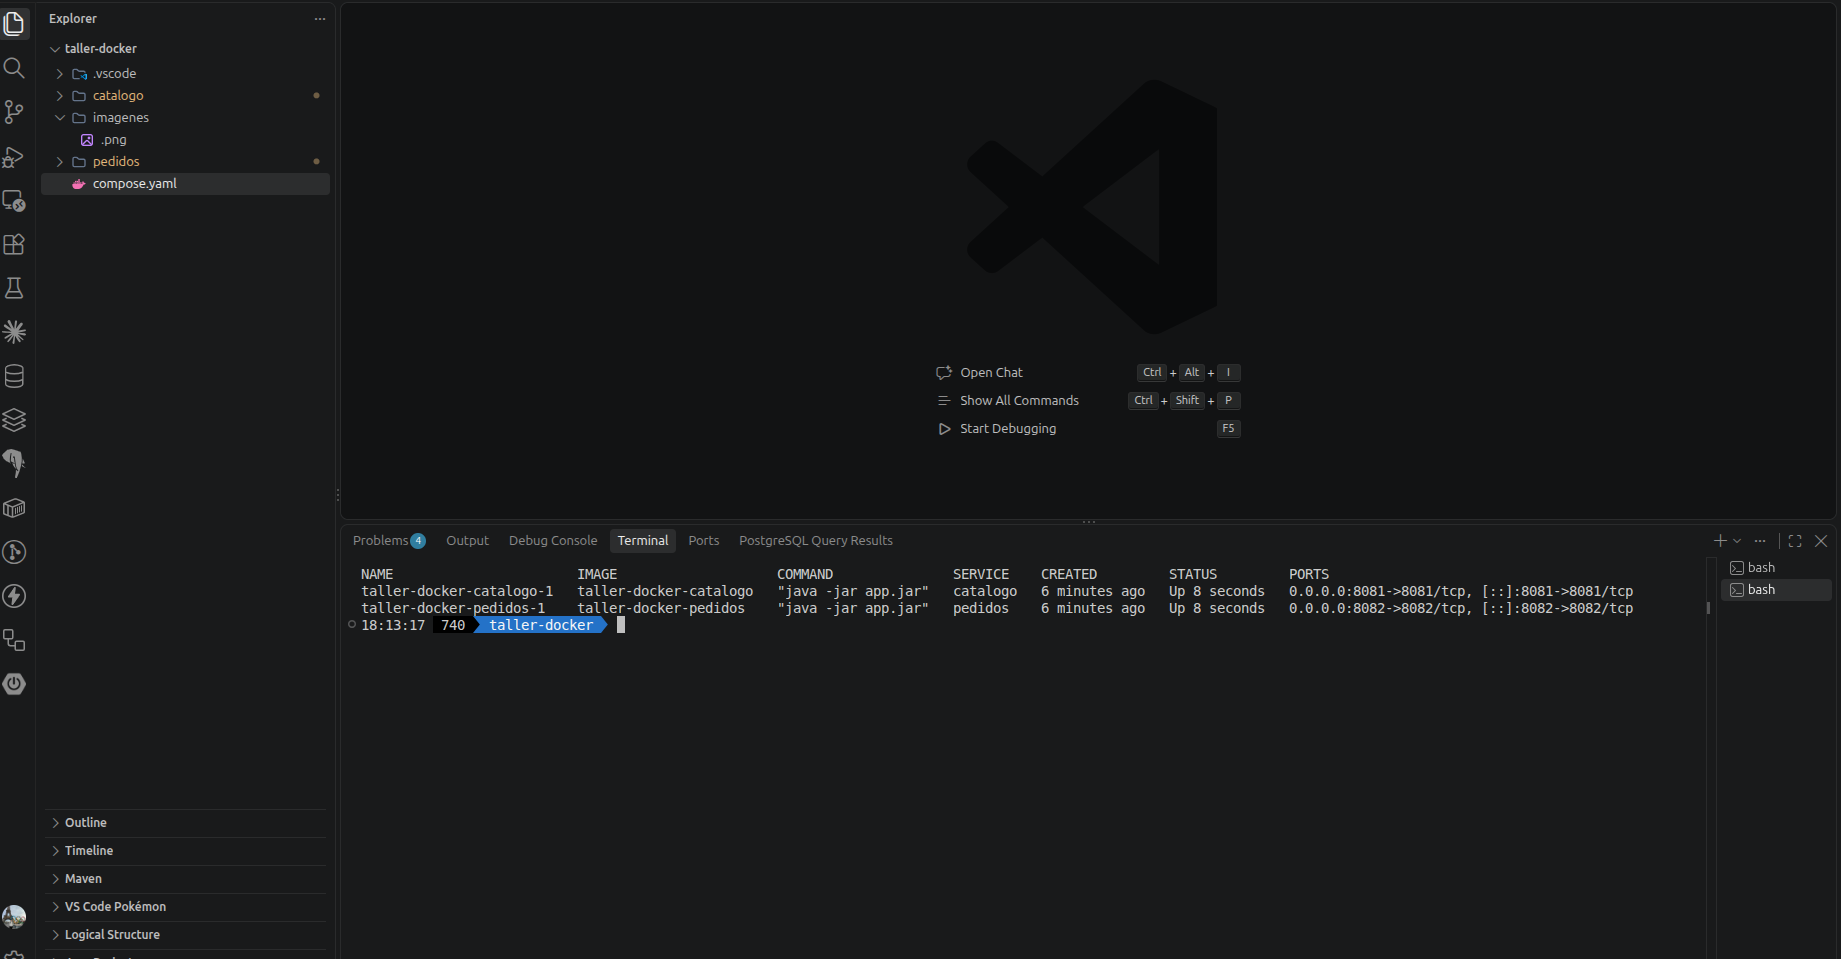 Explorer
taller-docker
.vscode
catalogo
imagenes
.png
pedidos
compose.yaml
Open Chat Ctrl + Alt + I
Show All Commands Ctrl + Shift + P
Start Debugging F5
Problems 4 Output Debug Console Terminal Ports PostgreSQL Query Results
NAME IMAGE COMMAND SERVICE CREATED STATUS PORTS
taller-docker-catalogo-1 taller-docker-catalogo "java -jar app.jar" catalogo 6 minutes ago Up 8 seconds 0.0.0.0:8081->8081/tcp, [::]:8081->8081/tcp
taller-docker-pedidos-1 taller-docker-pedidos "java -jar app.jar" pedidos 6 minutes ago Up 8 seconds 0.0.0.0:8082->8082/tcp, [::]:8082->8082/tcp
18:13:17 740 taller-docker
bash
bash
Outline
Timeline
Maven
VS Code Pokémon
Logical Structure